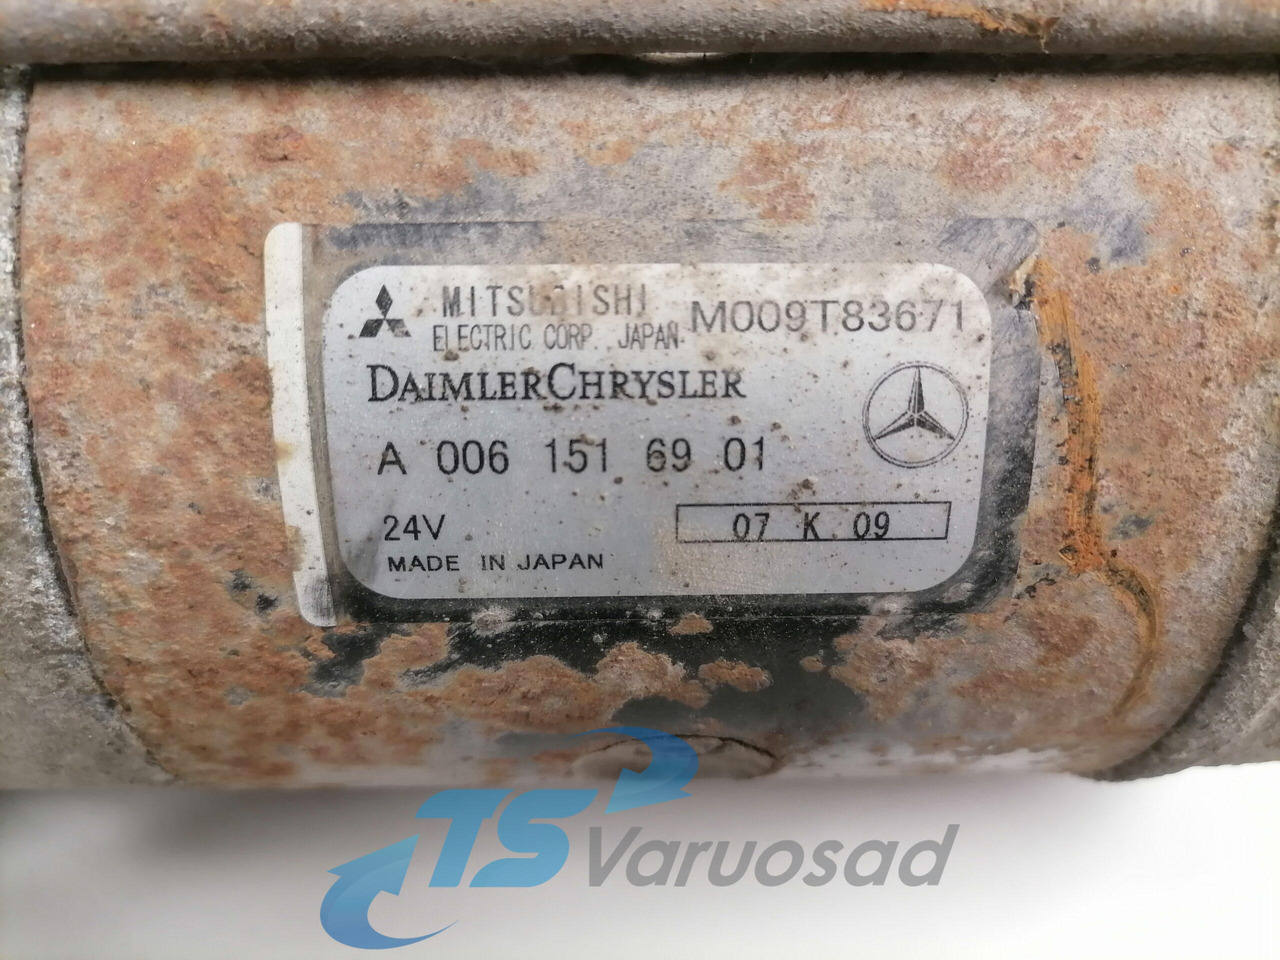 MITSUBISHI M009T83671
ELECTRIC CORP. JAPAN
DAIMLERCHRYSLER
A 006 151 69 01
24V 07 K 09
MADE IN JAPAN
TS Varuosad